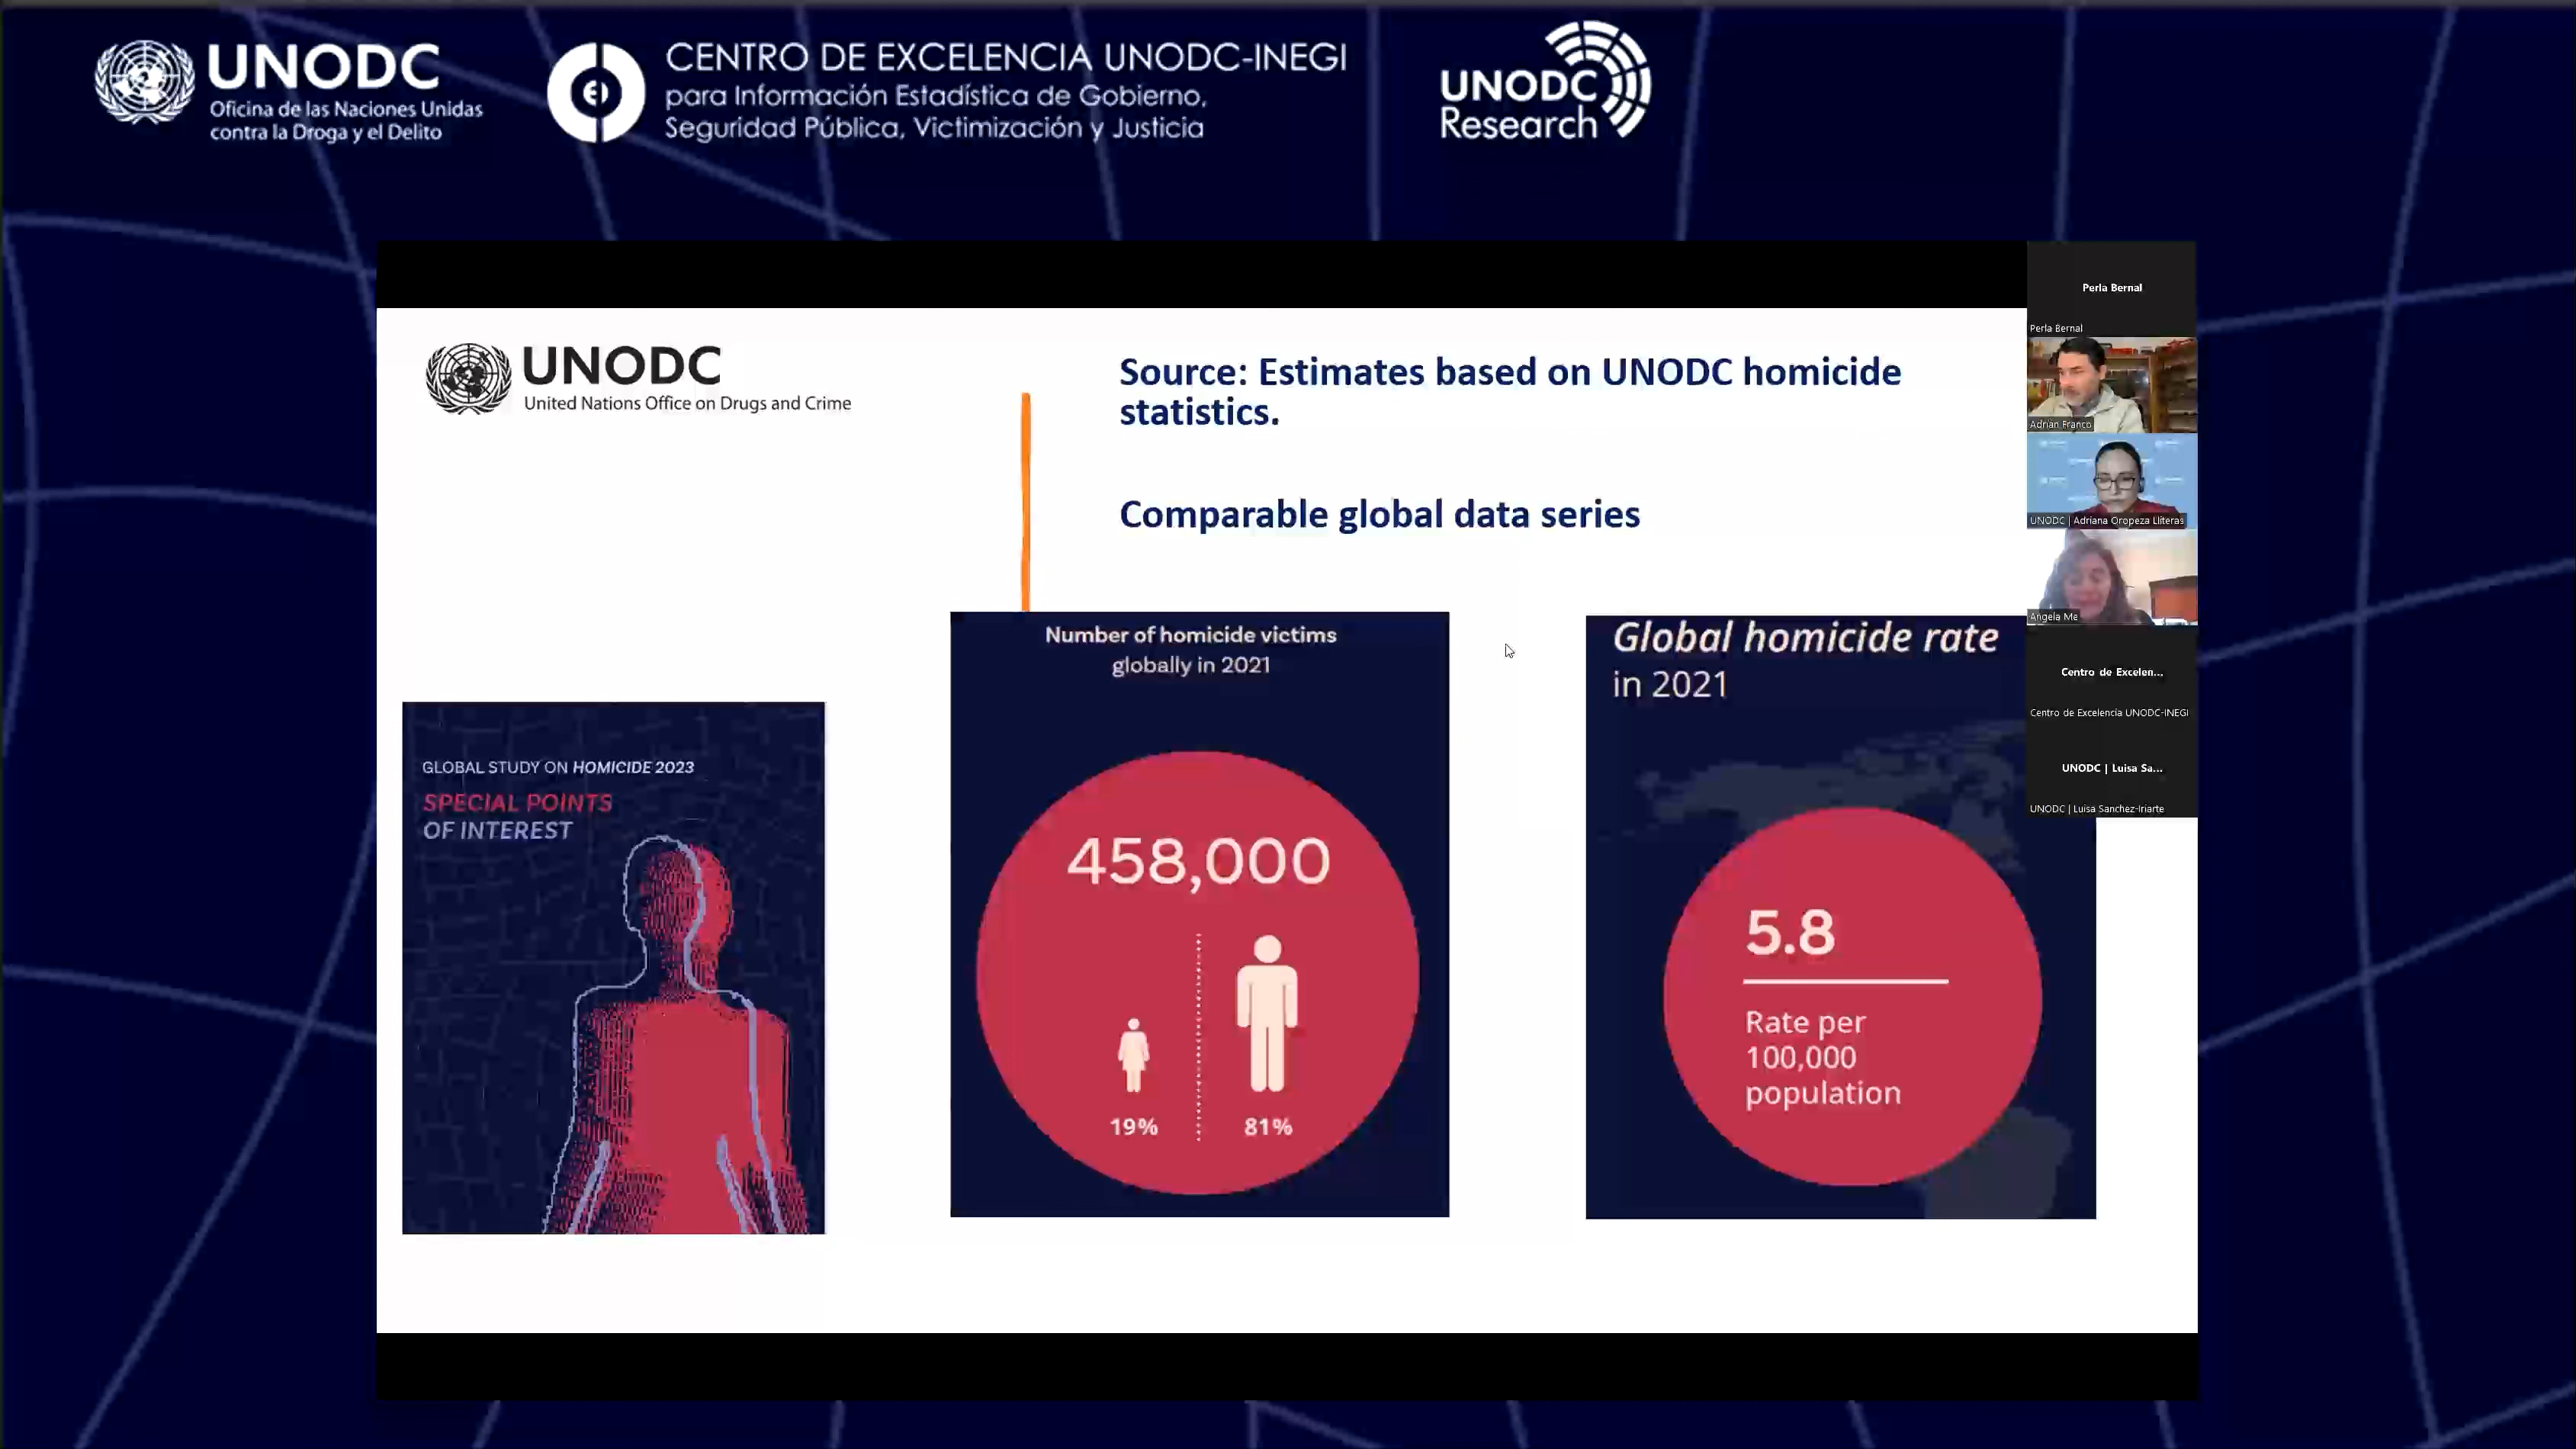 UNODC
Oficina de las Naciones Unidas
contra la Droga y el Delito
CENTRO DE EXCELENCIA UNODC-INEGI
para Información Estadística de Gobierno,
Seguridad Pública, Victimización y Justicia
UNODC
Research
UNODC
United Nations Office on Drugs and Crime
Source: Estimates based on UNODC homicide
statistics.
Comparable global data series
GLOBAL STUDY ON HOMICIDE 2023
SPECIAL POINTS
OF INTEREST
Number of homicide victims
globally in 2021
458,000
19% 81%
Global homicide rate
in 2021
5.8
Rate per
100,000
population
Perla Bernal
Perla Bernal
Adrián Franco
UNODC | Adriana Oropeza Lliteras
Angela Me
Centro de Excelen...
Centro de Excelencia UNODC-INEGI
UNODC | Luisa Sa...
UNODC | Luisa Sanchez-Iriarte